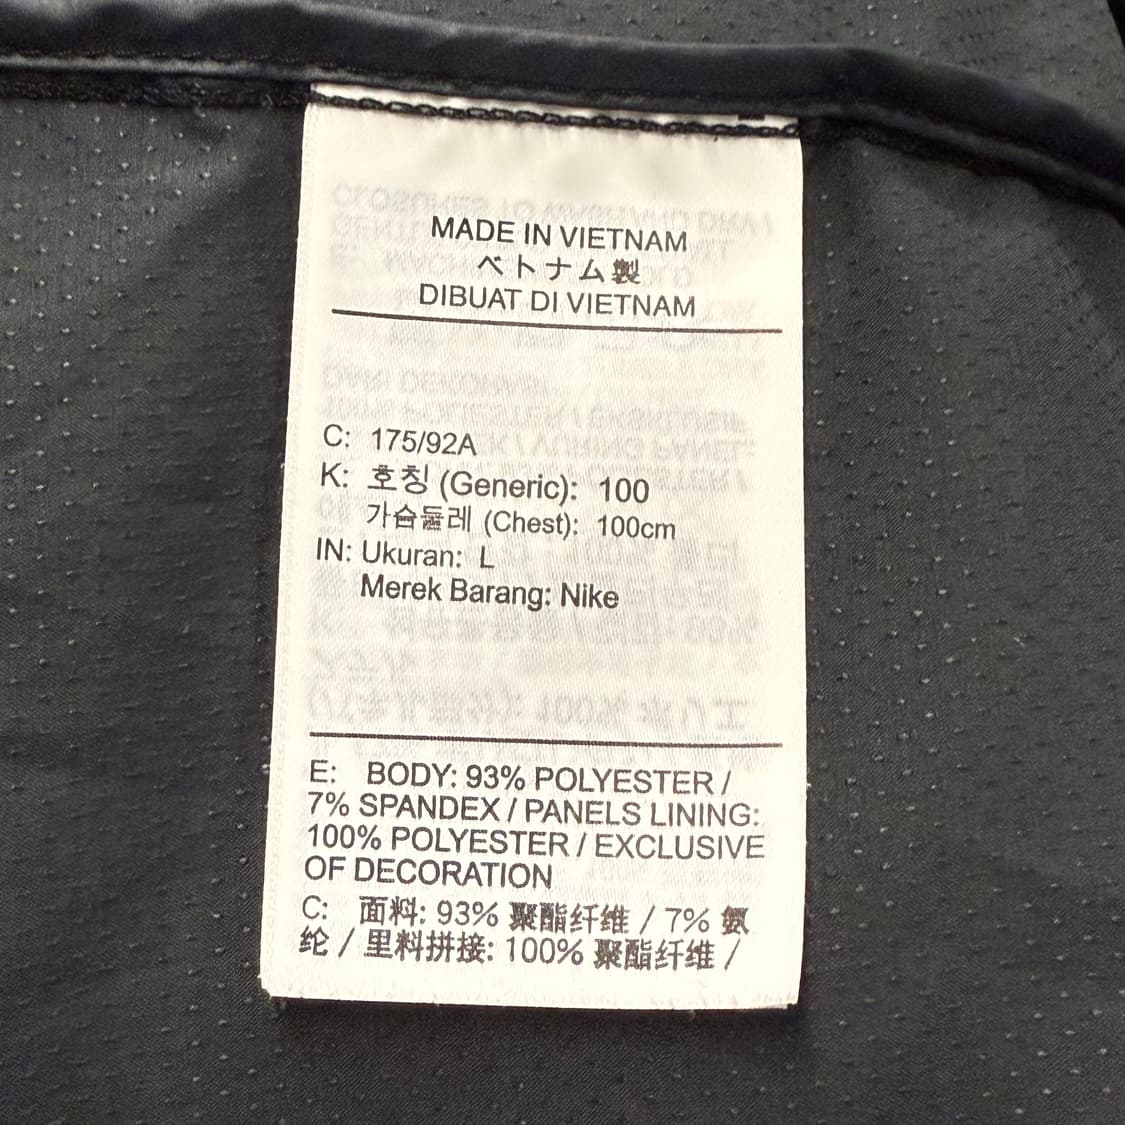 MADE IN VIETNAM
ベトナム製
DIBUAT DI VIETNAM
C: 175/92A
K: 호칭 (Generic): 100
가슴둘레 (Chest): 100cm
IN: Ukuran: L
Merek Barang: Nike
E: BODY: 93% POLYESTER /
7% SPANDEX / PANELS LINING:
100% POLYESTER / EXCLUSIVE
OF DECORATION
C: 面料: 93% 聚酯纤维 / 7% 氨
纶 / 里料拼接: 100% 聚酯纤维 /